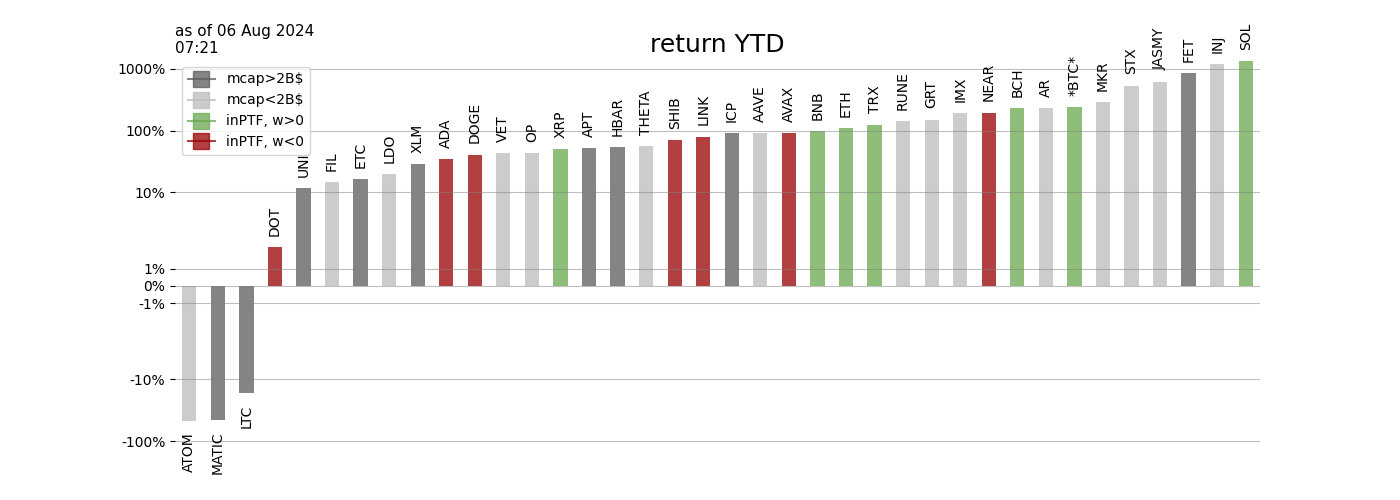 as of 06 Aug 2024
07:21
return YTD
mcap>2B$
mcap<2B$
inPTF, w>0
inPTF, w<0
1000%
100%
10%
1%
0%
-1%
-10%
-100%
ATOM
MATIC
LTC
DOT
UNI
FIL
ETC
LDO
XLM
ADA
DOGE
VET
OP
XRP
APT
HBAR
THETA
SHIB
LINK
ICP
AAVE
AVAX
BNB
ETH
TRX
RUNE
GRT
IMX
NEAR
BCH
AR
*BTC*
MKR
STX
JASMY
FET
INJ
SOL